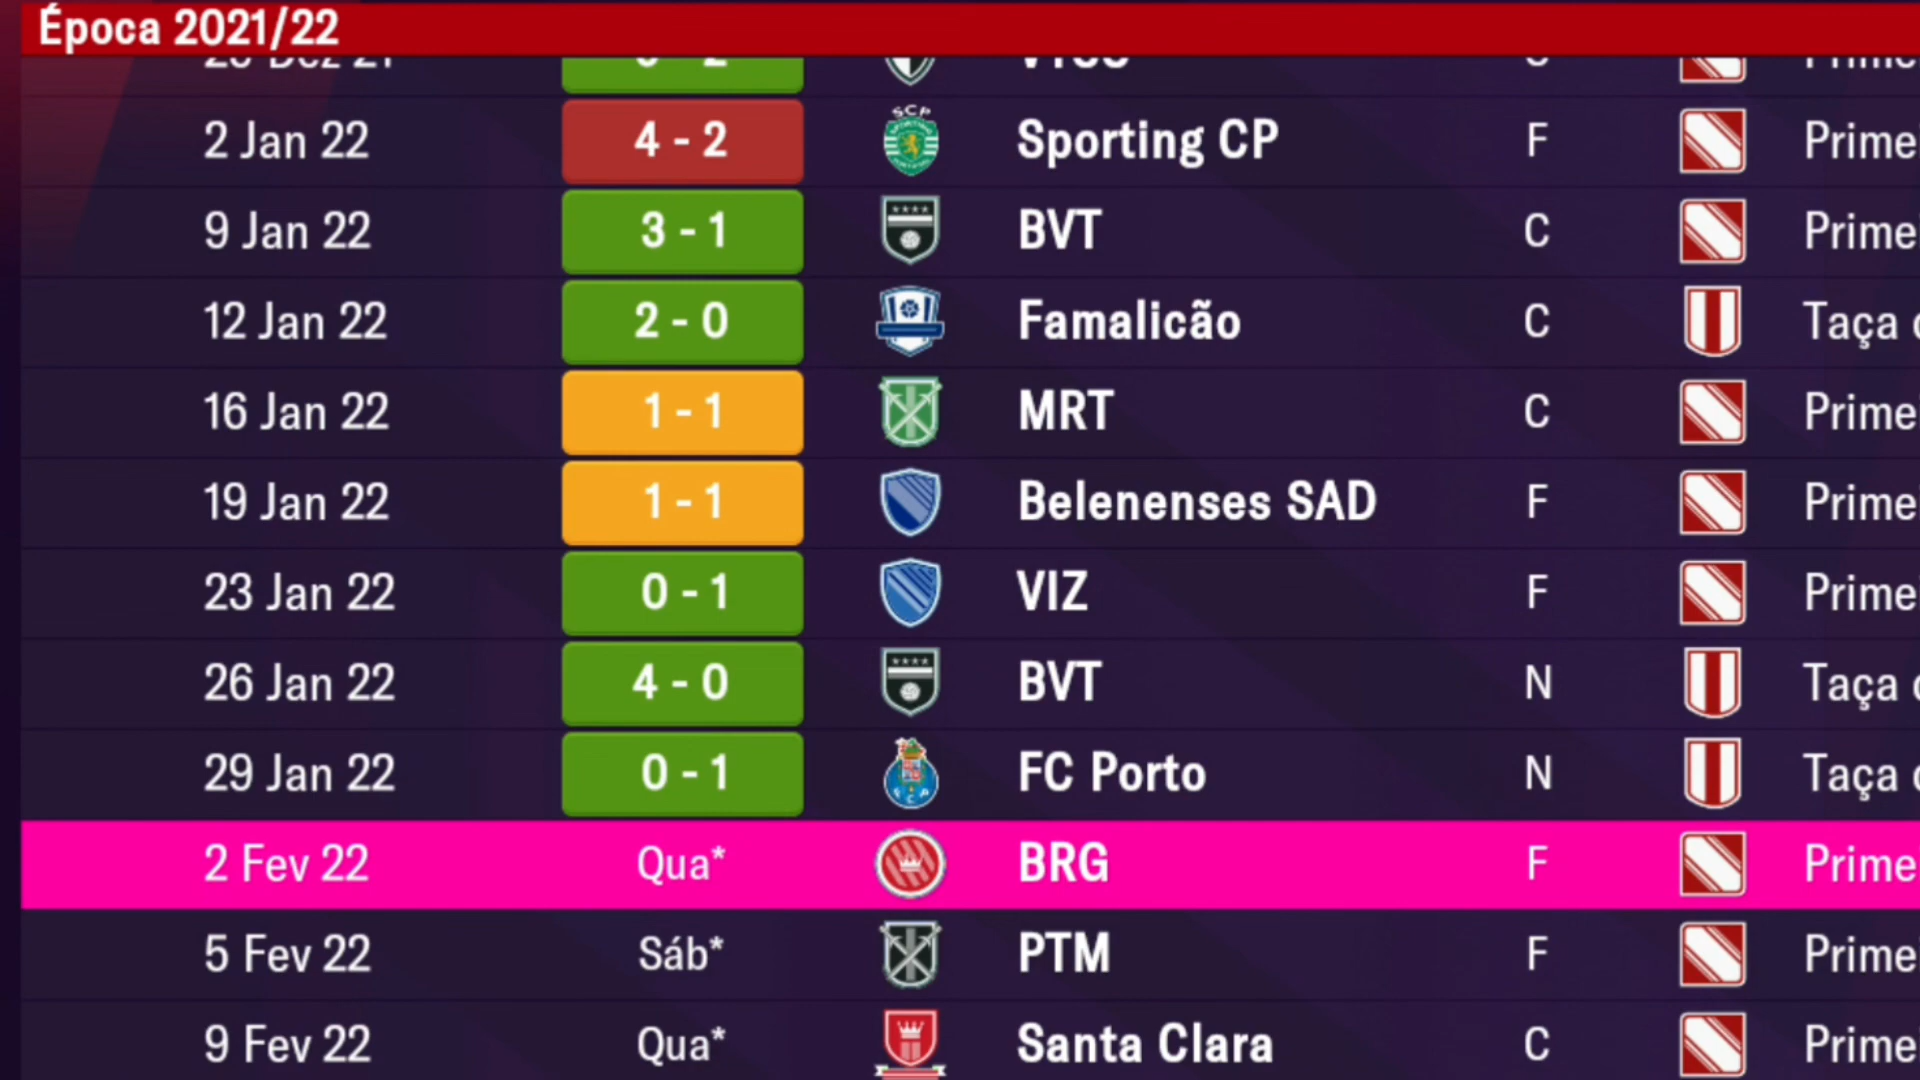 Época 2021/22
2 Jan 22 4 - 2 SCP Sporting CP F Prime
9 Jan 22 3 - 1 BVT C Prime
12 Jan 22 2 - 0 Famalicão C Taça
16 Jan 22 1 - 1 MRT C Prime
19 Jan 22 1 - 1 Belenenses SAD F Prime
23 Jan 22 0 - 1 VIZ F Prime
26 Jan 22 4 - 0 BVT N Taça
29 Jan 22 0 - 1 FC Porto N Taça
2 Fev 22 Qua* BRG F Prime
5 Fev 22 Sáb* PTM F Prime
9 Fev 22 Qua* Santa Clara C Prime